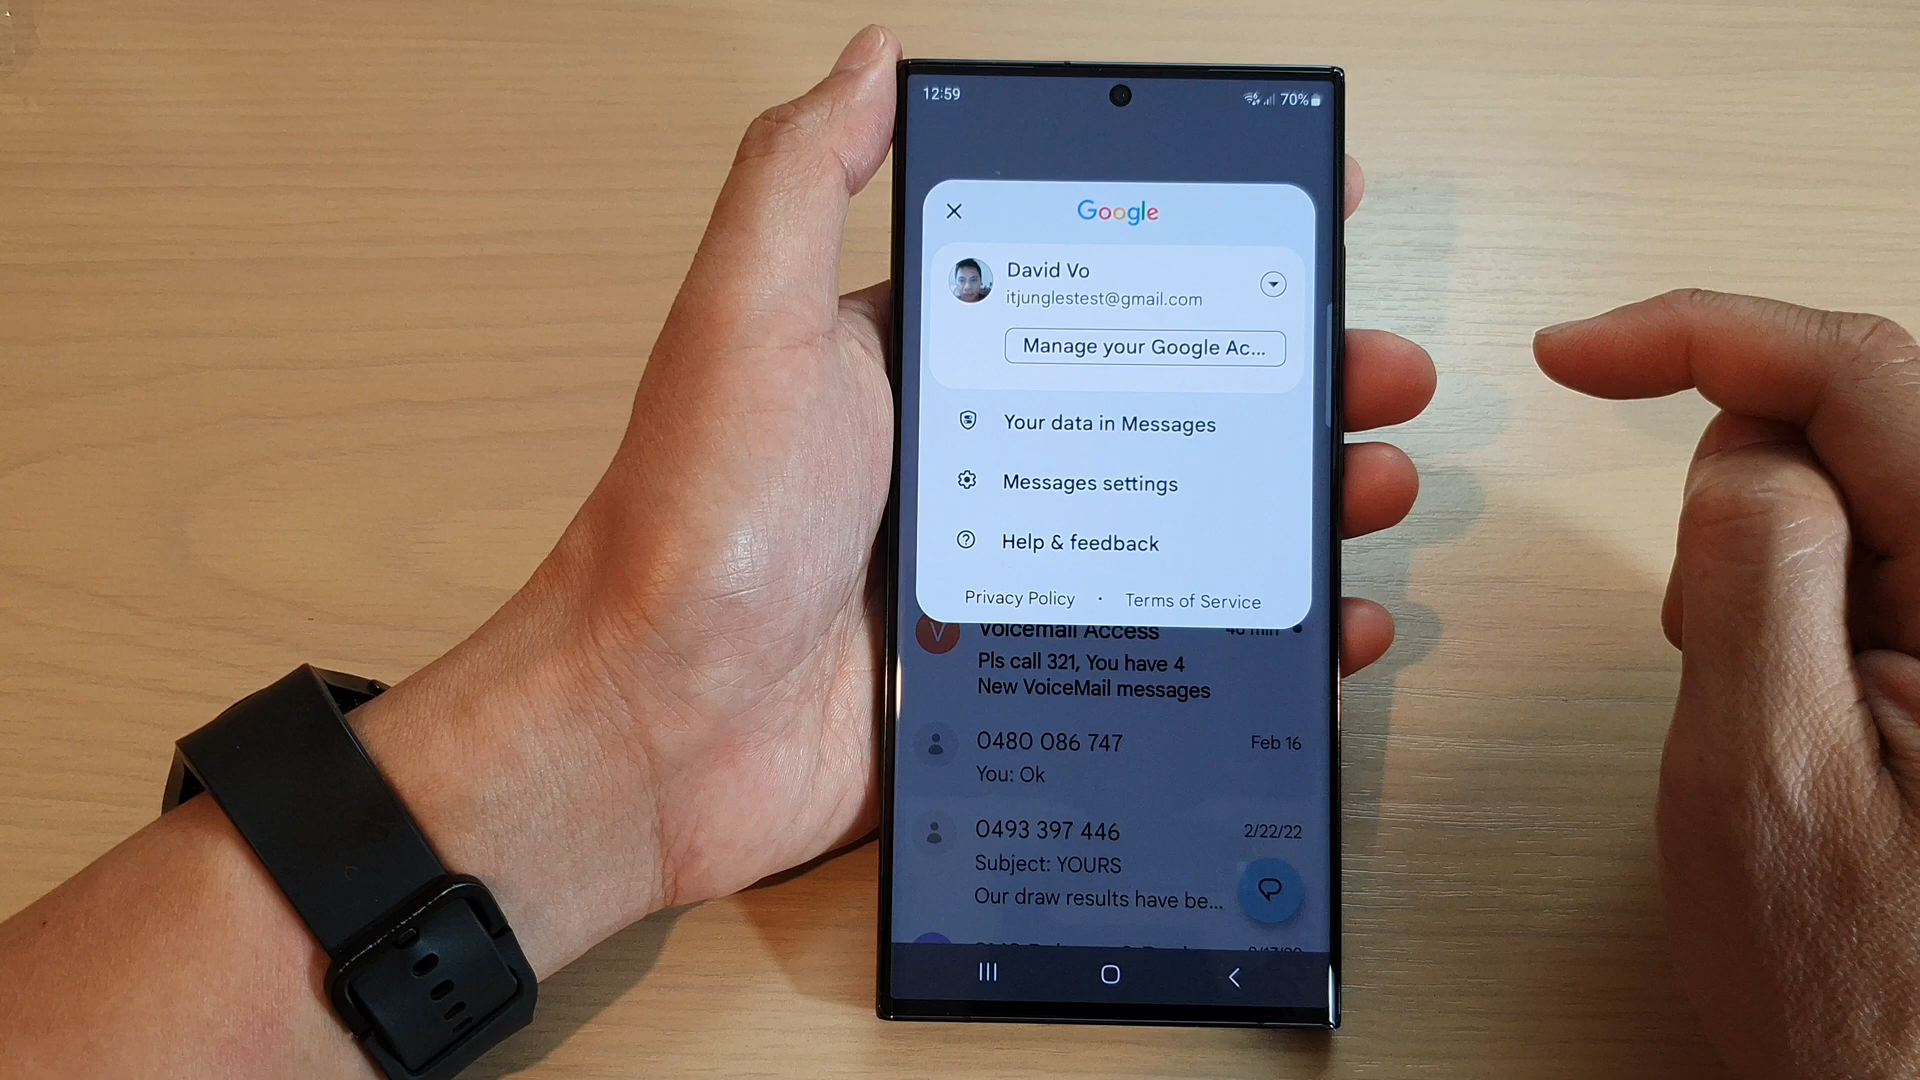 12:59
70%
Google
David Vo
itjunglestest@gmail.com
Manage your Google Ac...
Your data in Messages
Messages settings
Help & feedback
Privacy Policy · Terms of Service
V
Voicemail Access
Pls call 321, You have 4
New VoiceMail messages
0480 086 747
Feb 16
You: Ok
0493 397 446
2/22/22
Subject: YOURS
Our draw results have be...